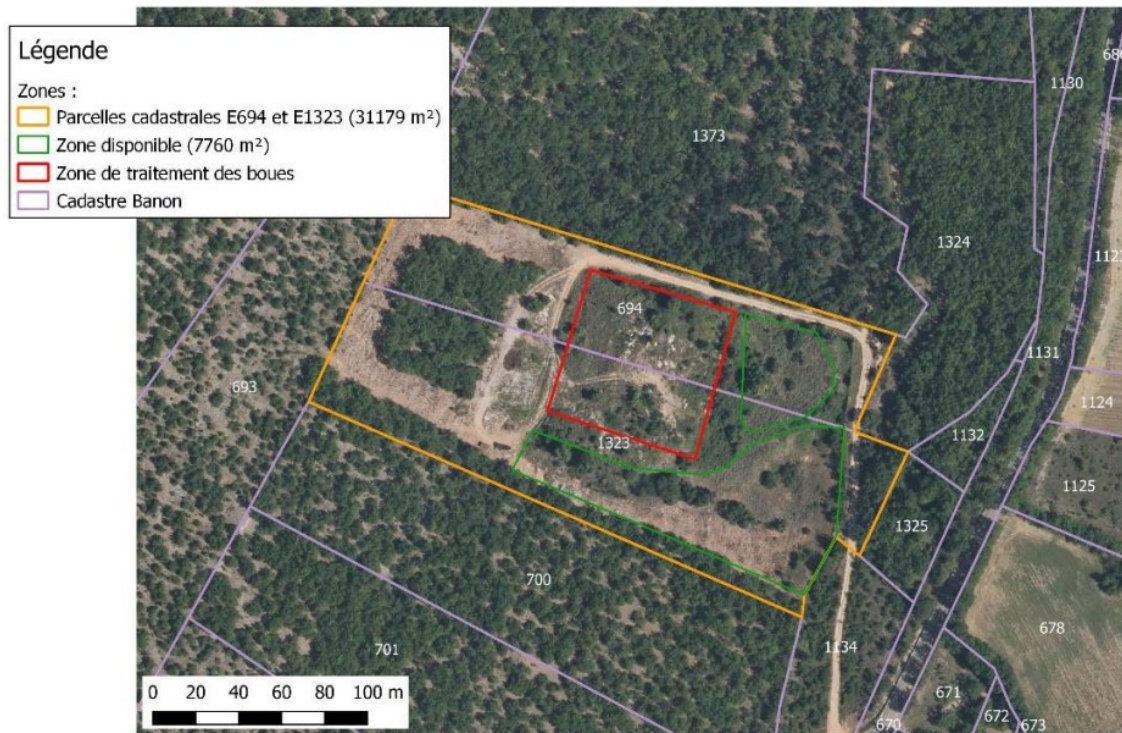 Légende
Zones :
Parcelles cadastrales E694 et E1323 (31179 m²)
Zone disponible (7760 m²)
Zone de traitement des boues
Cadastre Banon
1130
1373
1324
694
1131
693
1124
1323
1132
1125
1325
700
678
1134
701
671
672
670
673
0 20 40 60 80 100 m